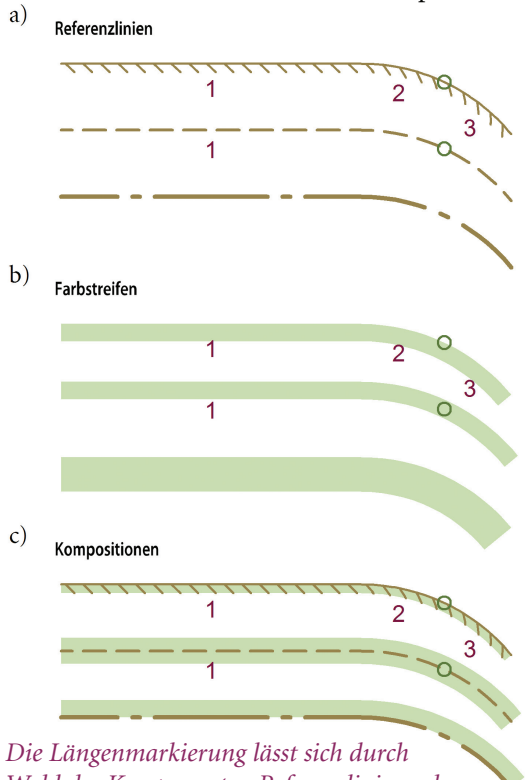 a)
Referenzlinien
1
2
3
1
b)
Farbstreifen
1
2
3
1
c)
Kompositionen
1
2
3
1
Die Längenmarkierung lässt sich durch